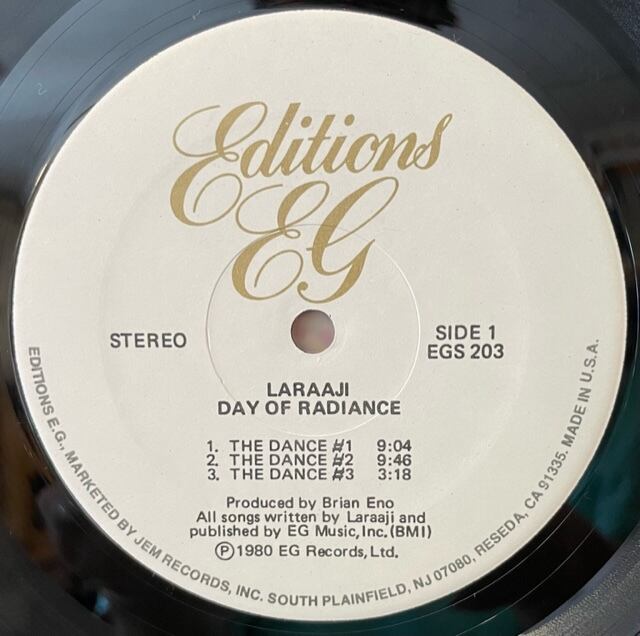 Editions
EG
STEREO
SIDE 1
EGS 203
LARAAJI
DAY OF RADIANCE
1. THE DANCE #1 9:04
2. THE DANCE #2 9:46
3. THE DANCE #3 3:18
Produced by Brian Eno
All songs written by Laraaji and
published by EG Music, Inc. (BMI)
Ⓟ1980 EG Records, Ltd.
EDITIONS E.G., MARKETED BY JEM RECORDS, INC. SOUTH PLAINFIELD, NJ 07080, RESEDA, CA 91335. MADE IN U.S.A.